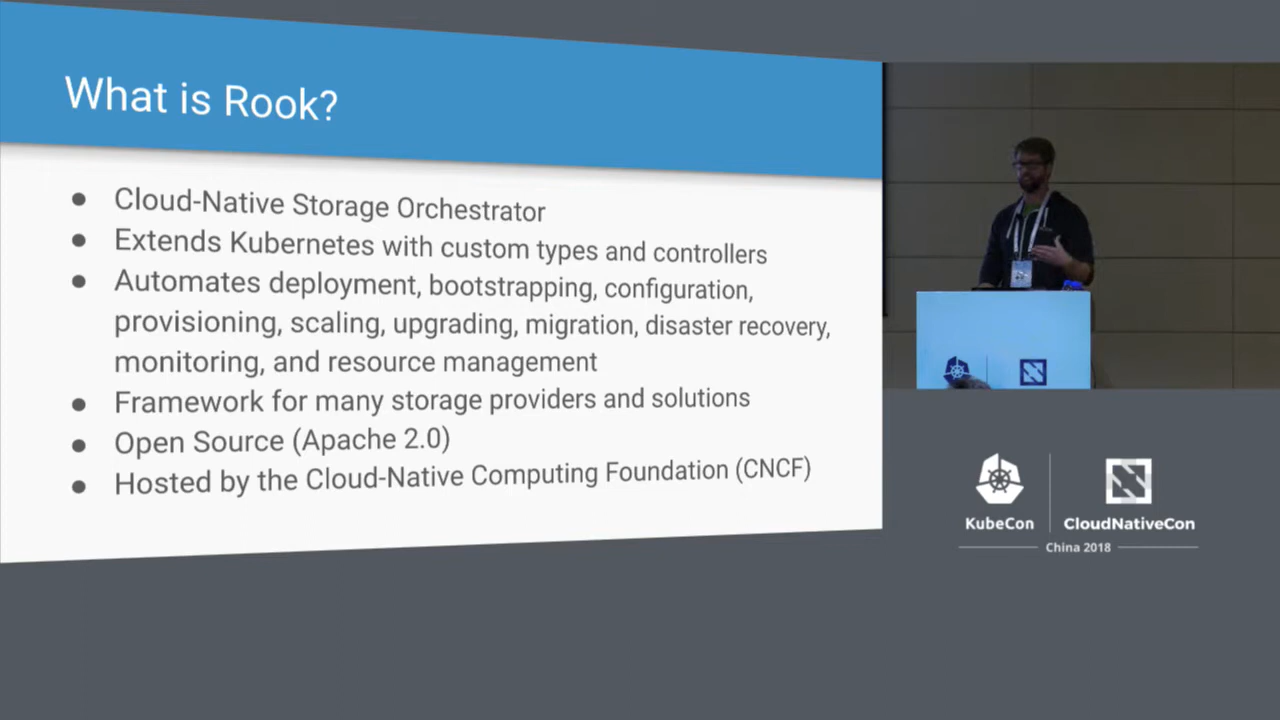 What is Rook?
● Cloud-Native Storage Orchestrator
● Extends Kubernetes with custom types and controllers
● Automates deployment, bootstrapping, configuration,
provisioning, scaling, upgrading, migration, disaster recovery,
monitoring, and resource management
● Framework for many storage providers and solutions
● Open Source (Apache 2.0)
● Hosted by the Cloud-Native Computing Foundation (CNCF)
KubeCon
CloudNativeCon
China 2018